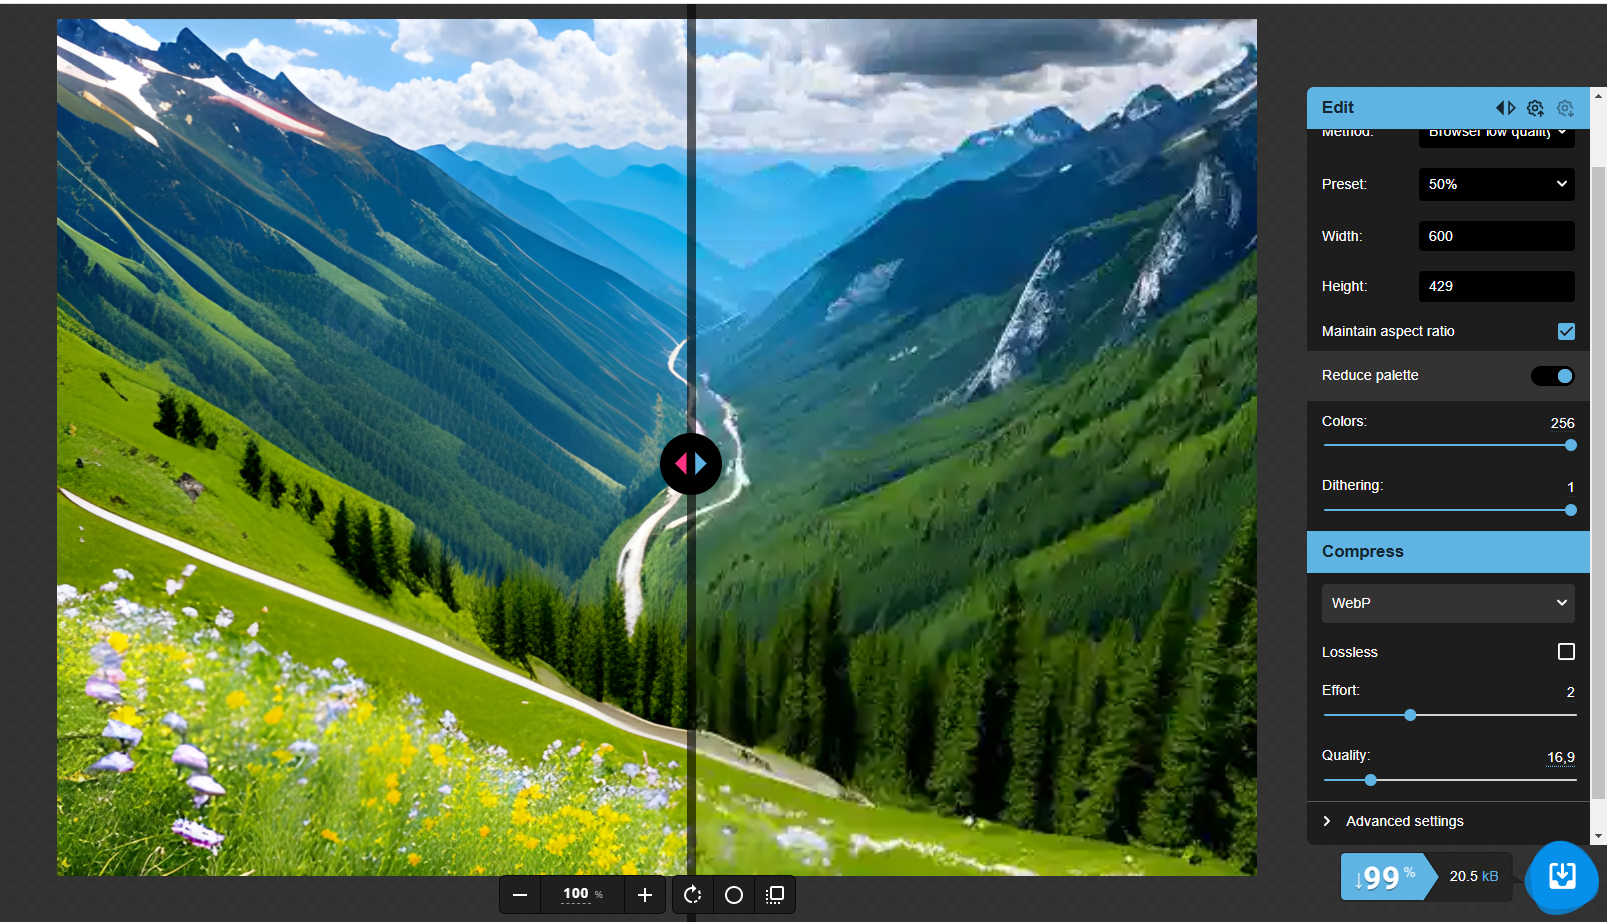 Edit
Method: Browser low quality
Preset: 50%
Width: 600
Height: 429
Maintain aspect ratio
Reduce palette
Colors: 256
Dithering: 1
Compress
WebP
Lossless
Effort: 2
Quality: 16,9
Advanced settings
↓99 % 20.5 kB
100 %